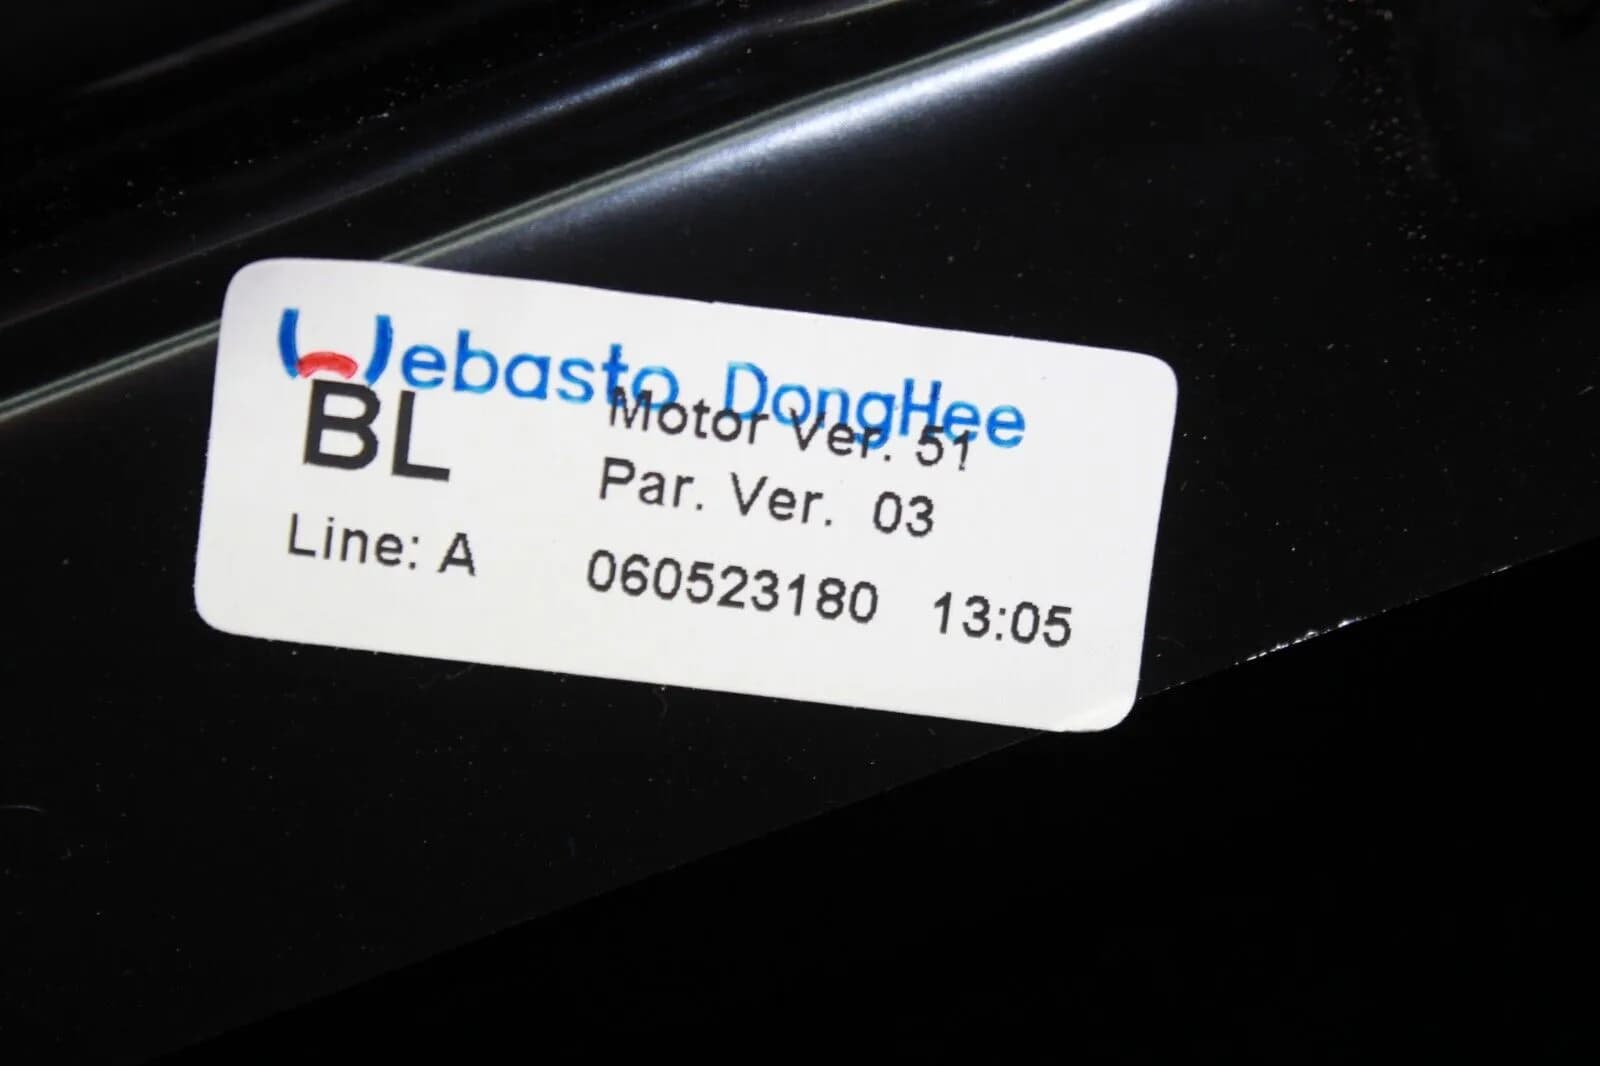 Webasto DongHee
BL
Motor Ver. 51
Par. Ver. 03
Line: A 060523180 13:05